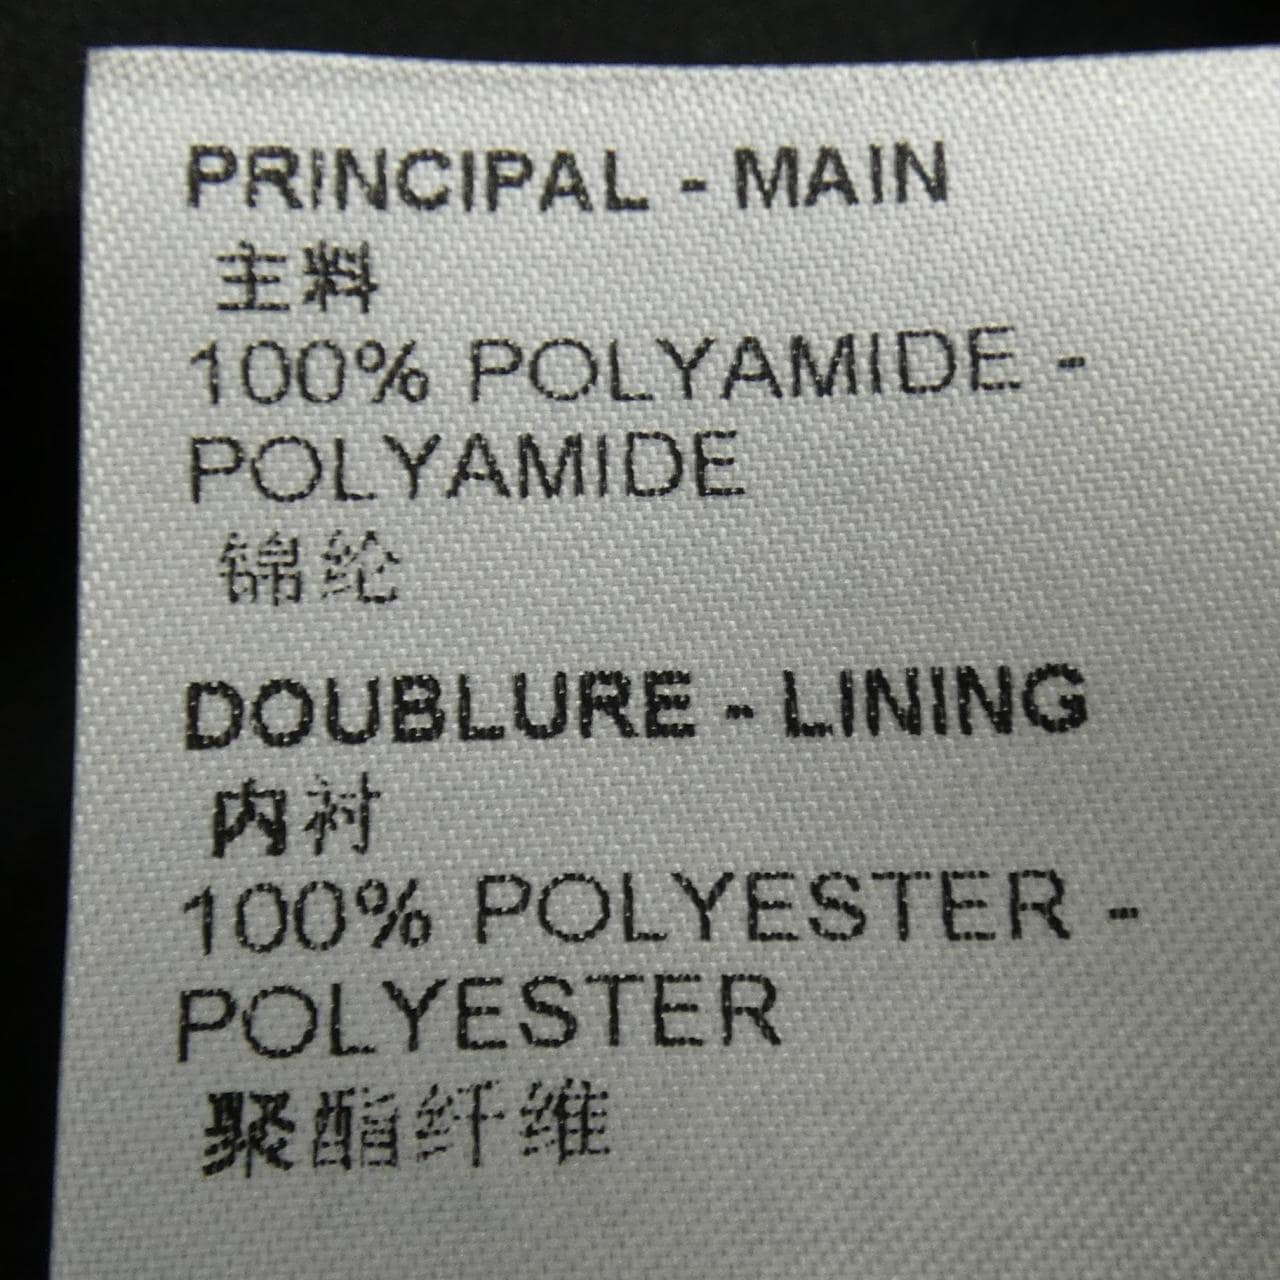 PRINCIPAL - MAIN
主料
100% POLYAMIDE -
POLYAMIDE
锦纶
DOUBLURE - LINING
内衬
100% POLYESTER -
POLYESTER
聚酯纤维